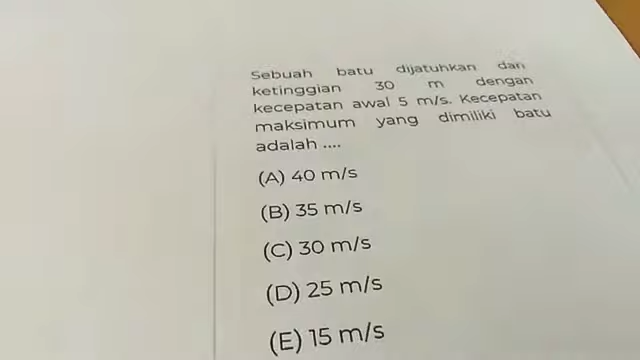 Sebuah batu dijatuhkan dari
ketinggian 30 m dengan
kecepatan awal 5 m/s. Kecepatan
maksimum yang dimiliki batu
adalah ....
(A) 40 m/s
(B) 35 m/s
(C) 30 m/s
(D) 25 m/s
(E) 15 m/s